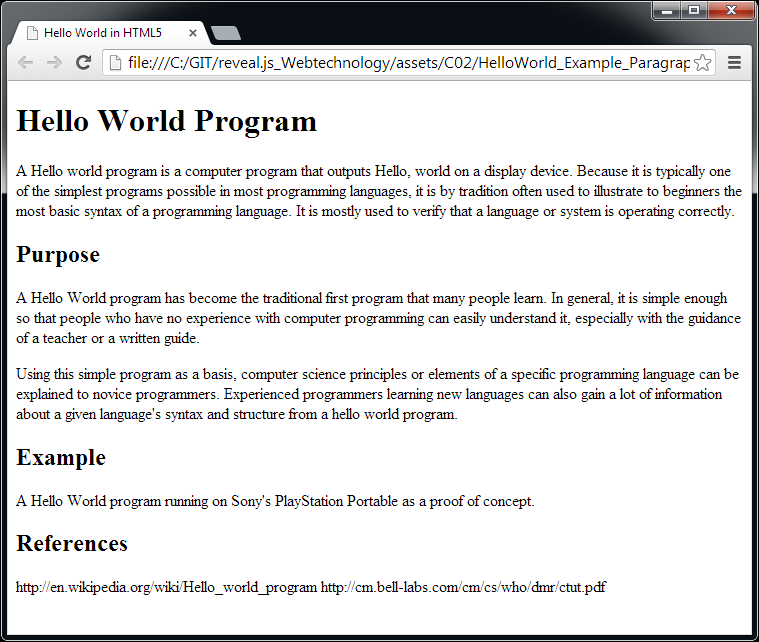 Hello World in HTML5
file:///C:/GIT/reveal.js_Webtechnology/assets/C02/HelloWorld_Example_Paragrap
Hello World Program
A Hello world program is a computer program that outputs Hello, world on a display device. Because it is typically one
of the simplest programs possible in most programming languages, it is by tradition often used to illustrate to beginners the
most basic syntax of a programming language. It is mostly used to verify that a language or system is operating correctly.
Purpose
A Hello World program has become the traditional first program that many people learn. In general, it is simple enough
so that people who have no experience with computer programming can easily understand it, especially with the guidance
of a teacher or a written guide.
Using this simple program as a basis, computer science principles or elements of a specific programming language can be
explained to novice programmers. Experienced programmers learning new languages can also gain a lot of information
about a given language's syntax and structure from a hello world program.
Example
A Hello World program running on Sony's PlayStation Portable as a proof of concept.
References
http://en.wikipedia.org/wiki/Hello_world_program http://cm.bell-labs.com/cm/cs/who/dmr/ctut.pdf